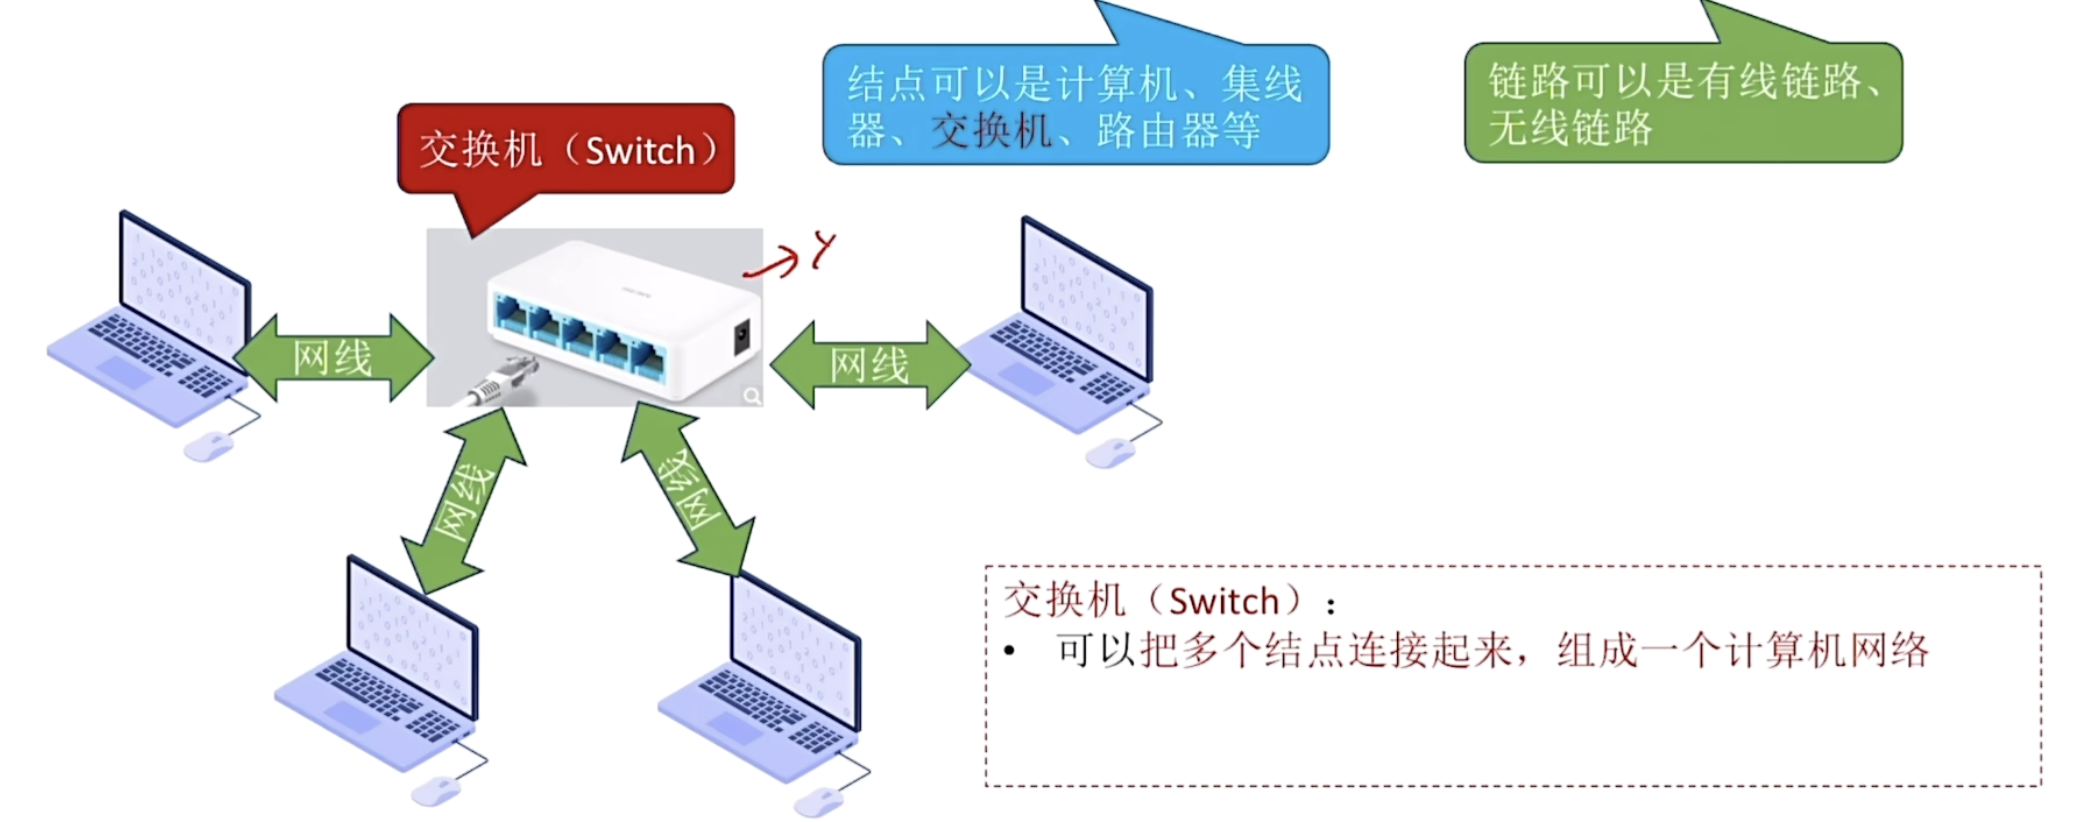 结点可以是计算机、集线
器、交换机、路由器等
链路可以是有线链路、
无线链路
交换机（Switch）
网线
网线
网线
网线
交换机（Switch）：
• 可以把多个结点连接起来，组成一个计算机网络